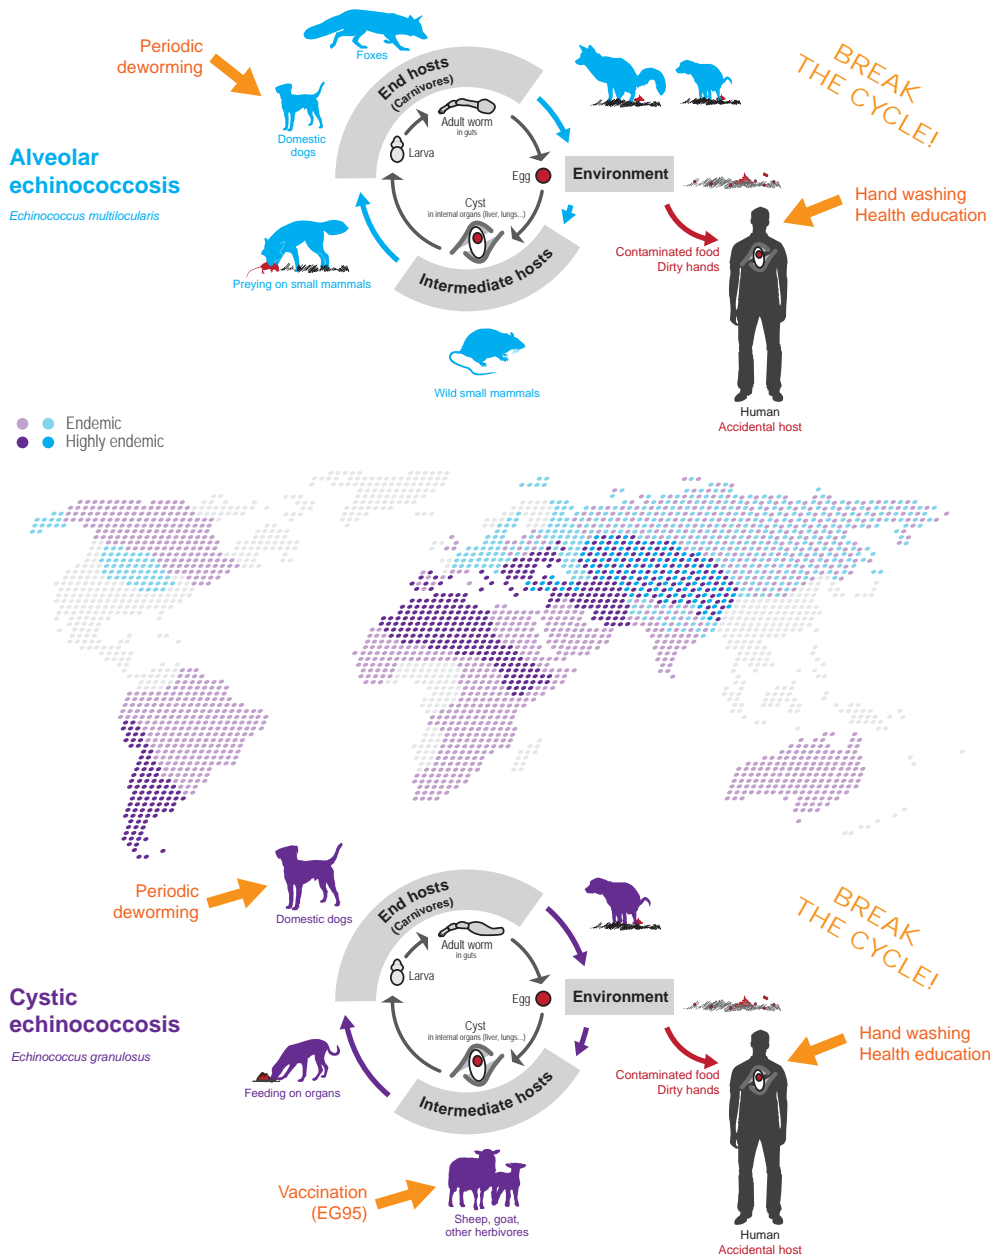 Periodic
deworming
Foxes
Domestic
dogs
End hosts
(Carnivores)
Adult worm
in guts
Larva
Egg
Environment
BREAK
THE CYCLE!
Alveolar
echinococcosis
Echinococcus multilocularis
Cyst
in internal organs (liver, lungs...)
Intermediate hosts
Preying on small mammals
Wild small mammals
Contaminated food
Dirty hands
Hand washing
Health education
Human
Accidental host
Endemic
Highly endemic
Periodic
deworming
Domestic dogs
End hosts
(Carnivores)
Adult worm
in guts
Larva
Egg
Environment
BREAK
THE CYCLE!
Cystic
echinococcosis
Echinococcus granulosus
Cyst
in internal organs (liver, lungs...)
Intermediate hosts
Feeding on organs
Contaminated food
Dirty hands
Hand washing
Health education
Vaccination
(EG95)
Sheep, goat,
other herbivores
Human
Accidental host